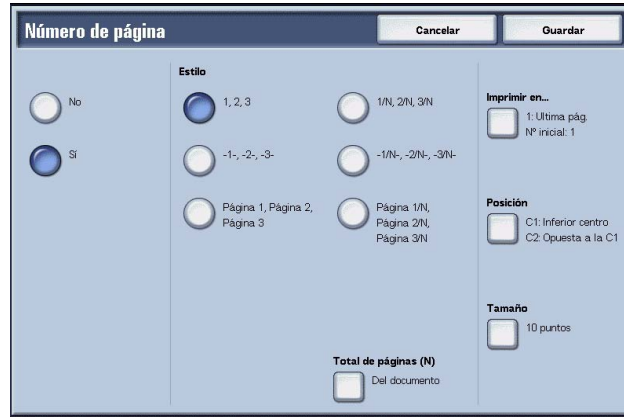 Número de página
Cancelar
Guardar
No
Sí
Estilo
1, 2, 3
1/N, 2/N, 3/N
-1-, -2-, -3-
-1/N-, -2/N-, -3/N-
Página 1, Página 2,
Página 3
Página 1/N,
Página 2/N,
Página 3/N
Total de páginas (N)
Del documento
Imprimir en...
1: Ultima pág.
Nº inicial: 1
Posición
C1: Inferior centro
C2: Opuesta a la C1
Tamaño
10 puntos